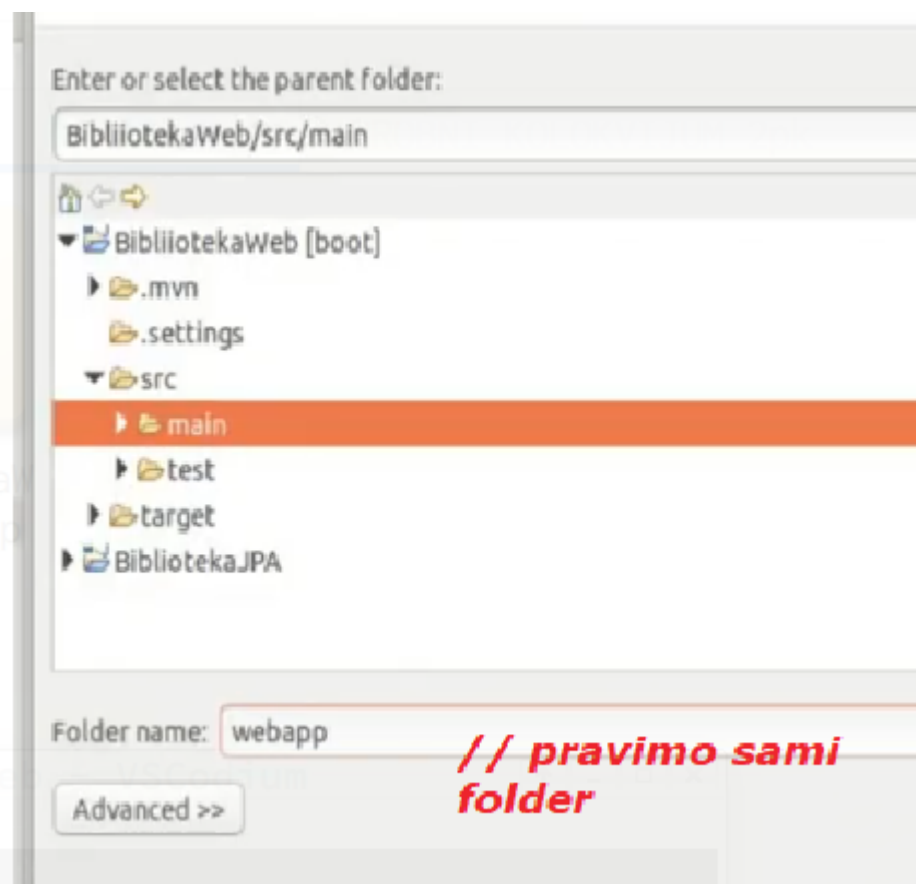 Enter or select the parent folder:
BibliiotekaWeb/src/main
BibliiotekaWeb [boot]
.mvn
.settings
src
main
test
target
BibliotekaJPA
Folder name: webapp
// pravimo sami
folder
VSCodium
Advanced >>